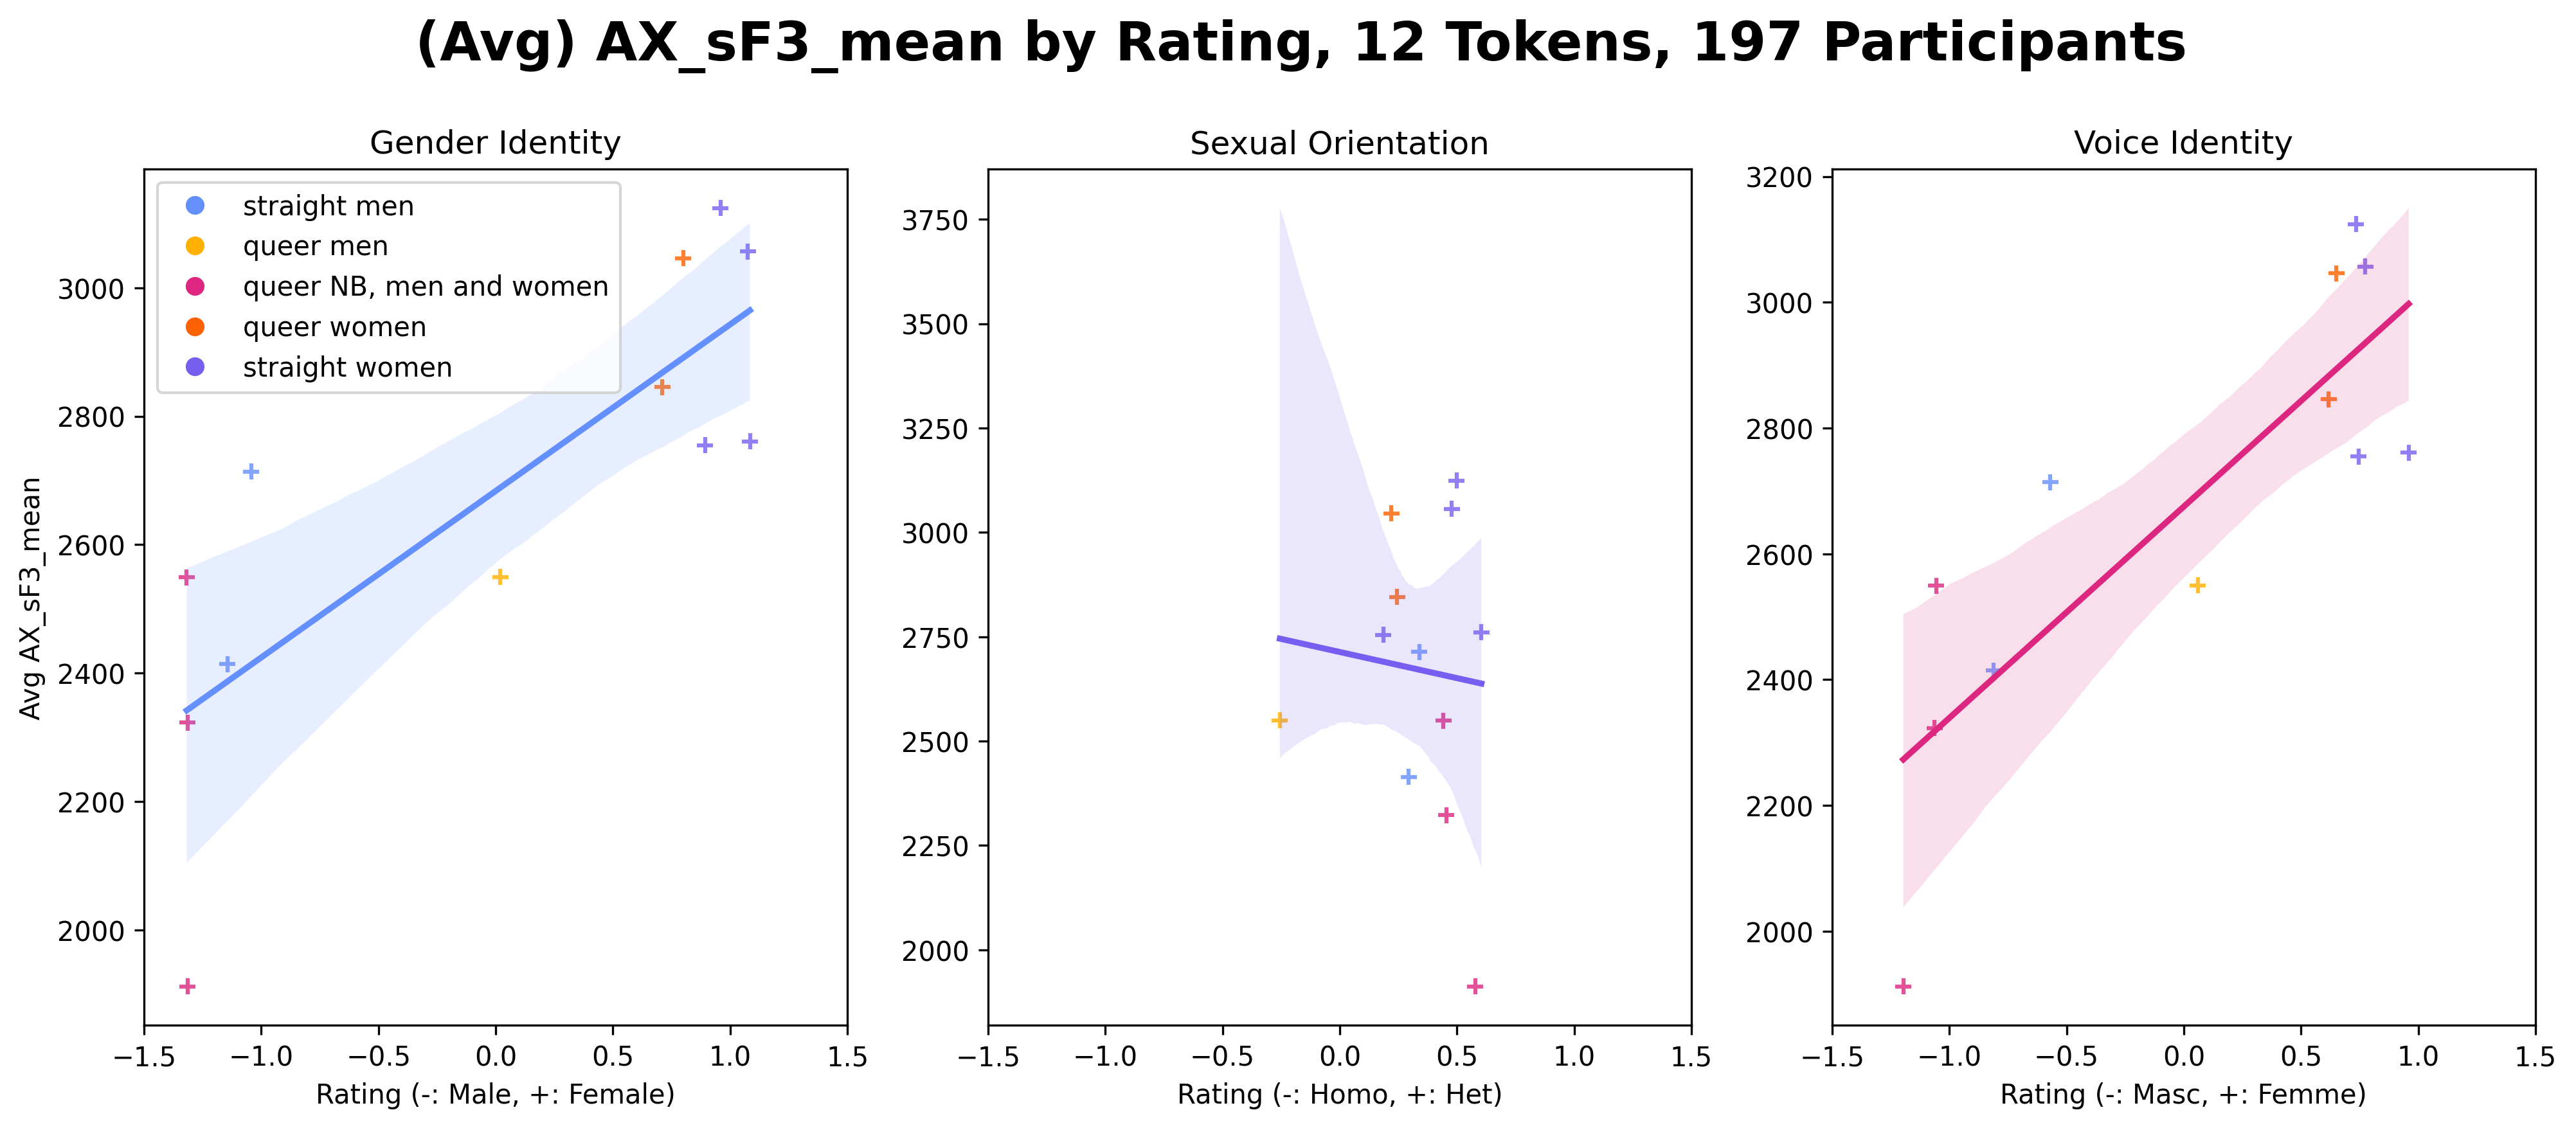 (Avg) AX_sF3_mean by Rating, 12 Tokens, 197 Participants
Gender Identity
straight men
queer men
queer NB, men and women
queer women
straight women
3000
2800
2600
2400
2200
2000
Avg AX_sF3_mean
−1.5 −1.0 −0.5 0.0 0.5 1.0 1.5
Rating (-: Male, +: Female)
Sexual Orientation
3750
3500
3250
3000
2750
2500
2250
2000
−1.5 −1.0 −0.5 0.0 0.5 1.0 1.5
Rating (-: Homo, +: Het)
Voice Identity
3200
3000
2800
2600
2400
2200
2000
−1.5 −1.0 −0.5 0.0 0.5 1.0 1.5
Rating (-: Masc, +: Femme)